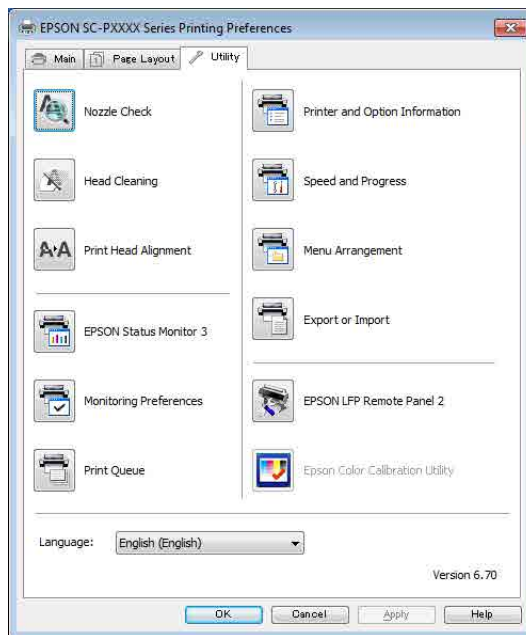 EPSON SC-PXXXX Series Printing Preferences
Main
Page Layout
Utility
Nozzle Check
Head Cleaning
A A
Print Head Alignment
EPSON Status Monitor 3
Monitoring Preferences
Print Queue
Printer and Option Information
Speed and Progress
Menu Arrangement
Export or Import
EPSON LFP Remote Panel 2
Epson Color Calibration Utility
Language:
English (English)
Version 6.70
OK
Cancel
Apply
Help